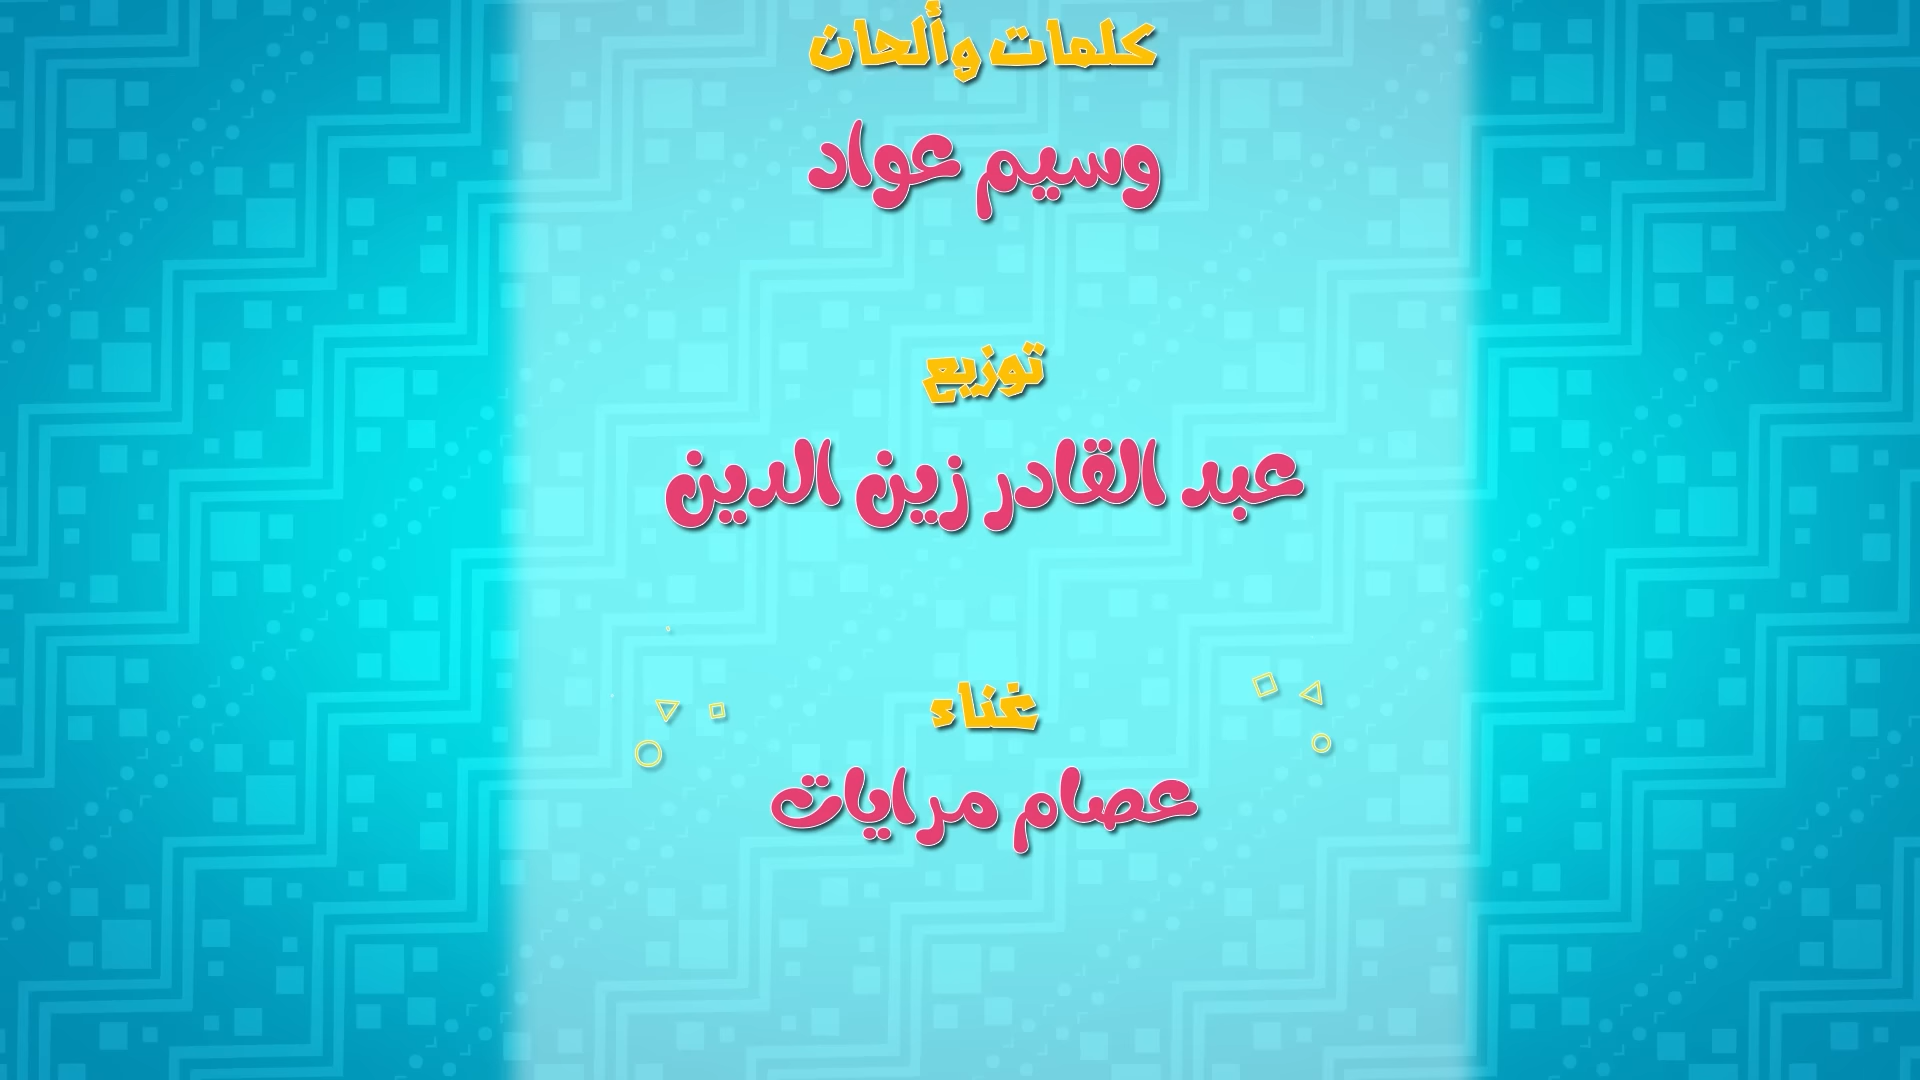 كلمات وألحان
وسيم عواد
توزيع
عبد القادر زين الدين
غناء
عصام مرايات